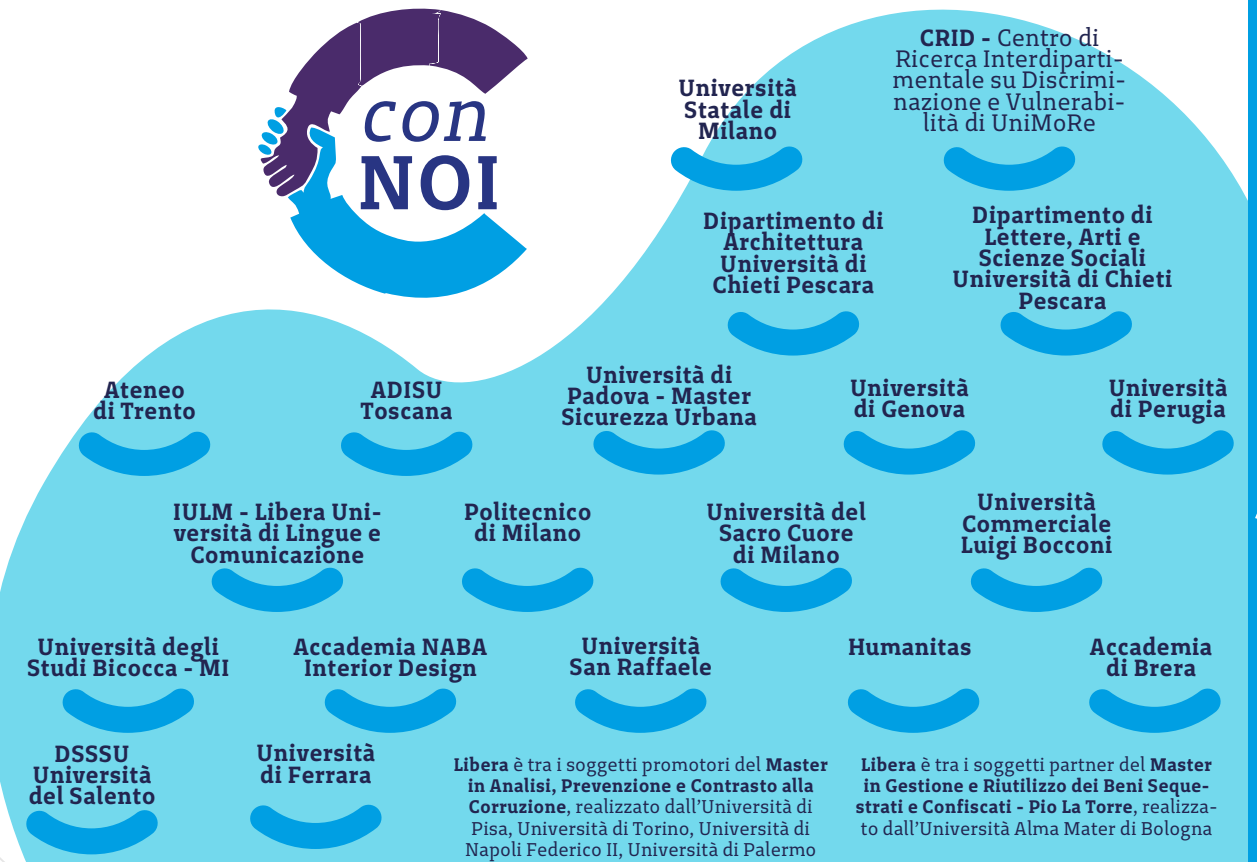 con
NOI
Università
Statale di
Milano
CRID - Centro di
Ricerca Interdiparti-
mentale su Discrimi-
nazione e Vulnerabi-
lità di UniMoRe
Dipartimento di
Architettura
Università di
Chieti Pescara
Dipartimento di
Lettere, Arti e
Scienze Sociali
Università di Chieti
Pescara
Ateneo
di Trento
ADISU
Toscana
Università di
Padova - Master
Sicurezza Urbana
Università
di Genova
Università
di Perugia
IULM - Libera Uni-
versità di Lingue e
Comunicazione
Politecnico
di Milano
Università del
Sacro Cuore
di Milano
Università
Commerciale
Luigi Bocconi
Università degli
Studi Bicocca - MI
Accademia NABA
Interior Design
Università
San Raffaele
Humanitas
Accademia
di Brera
DSSSU
Università
del Salento
Università
di Ferrara
Libera è tra i soggetti promotori del Master
in Analisi, Prevenzione e Contrasto alla
Corruzione, realizzato dall'Università di
Pisa, Università di Torino, Università di
Napoli Federico II, Università di Palermo
Libera è tra i soggetti partner del Master
in Gestione e Riutilizzo dei Beni Seque-
strati e Confiscati - Pio La Torre, realizza-
to dall'Università Alma Mater di Bologna